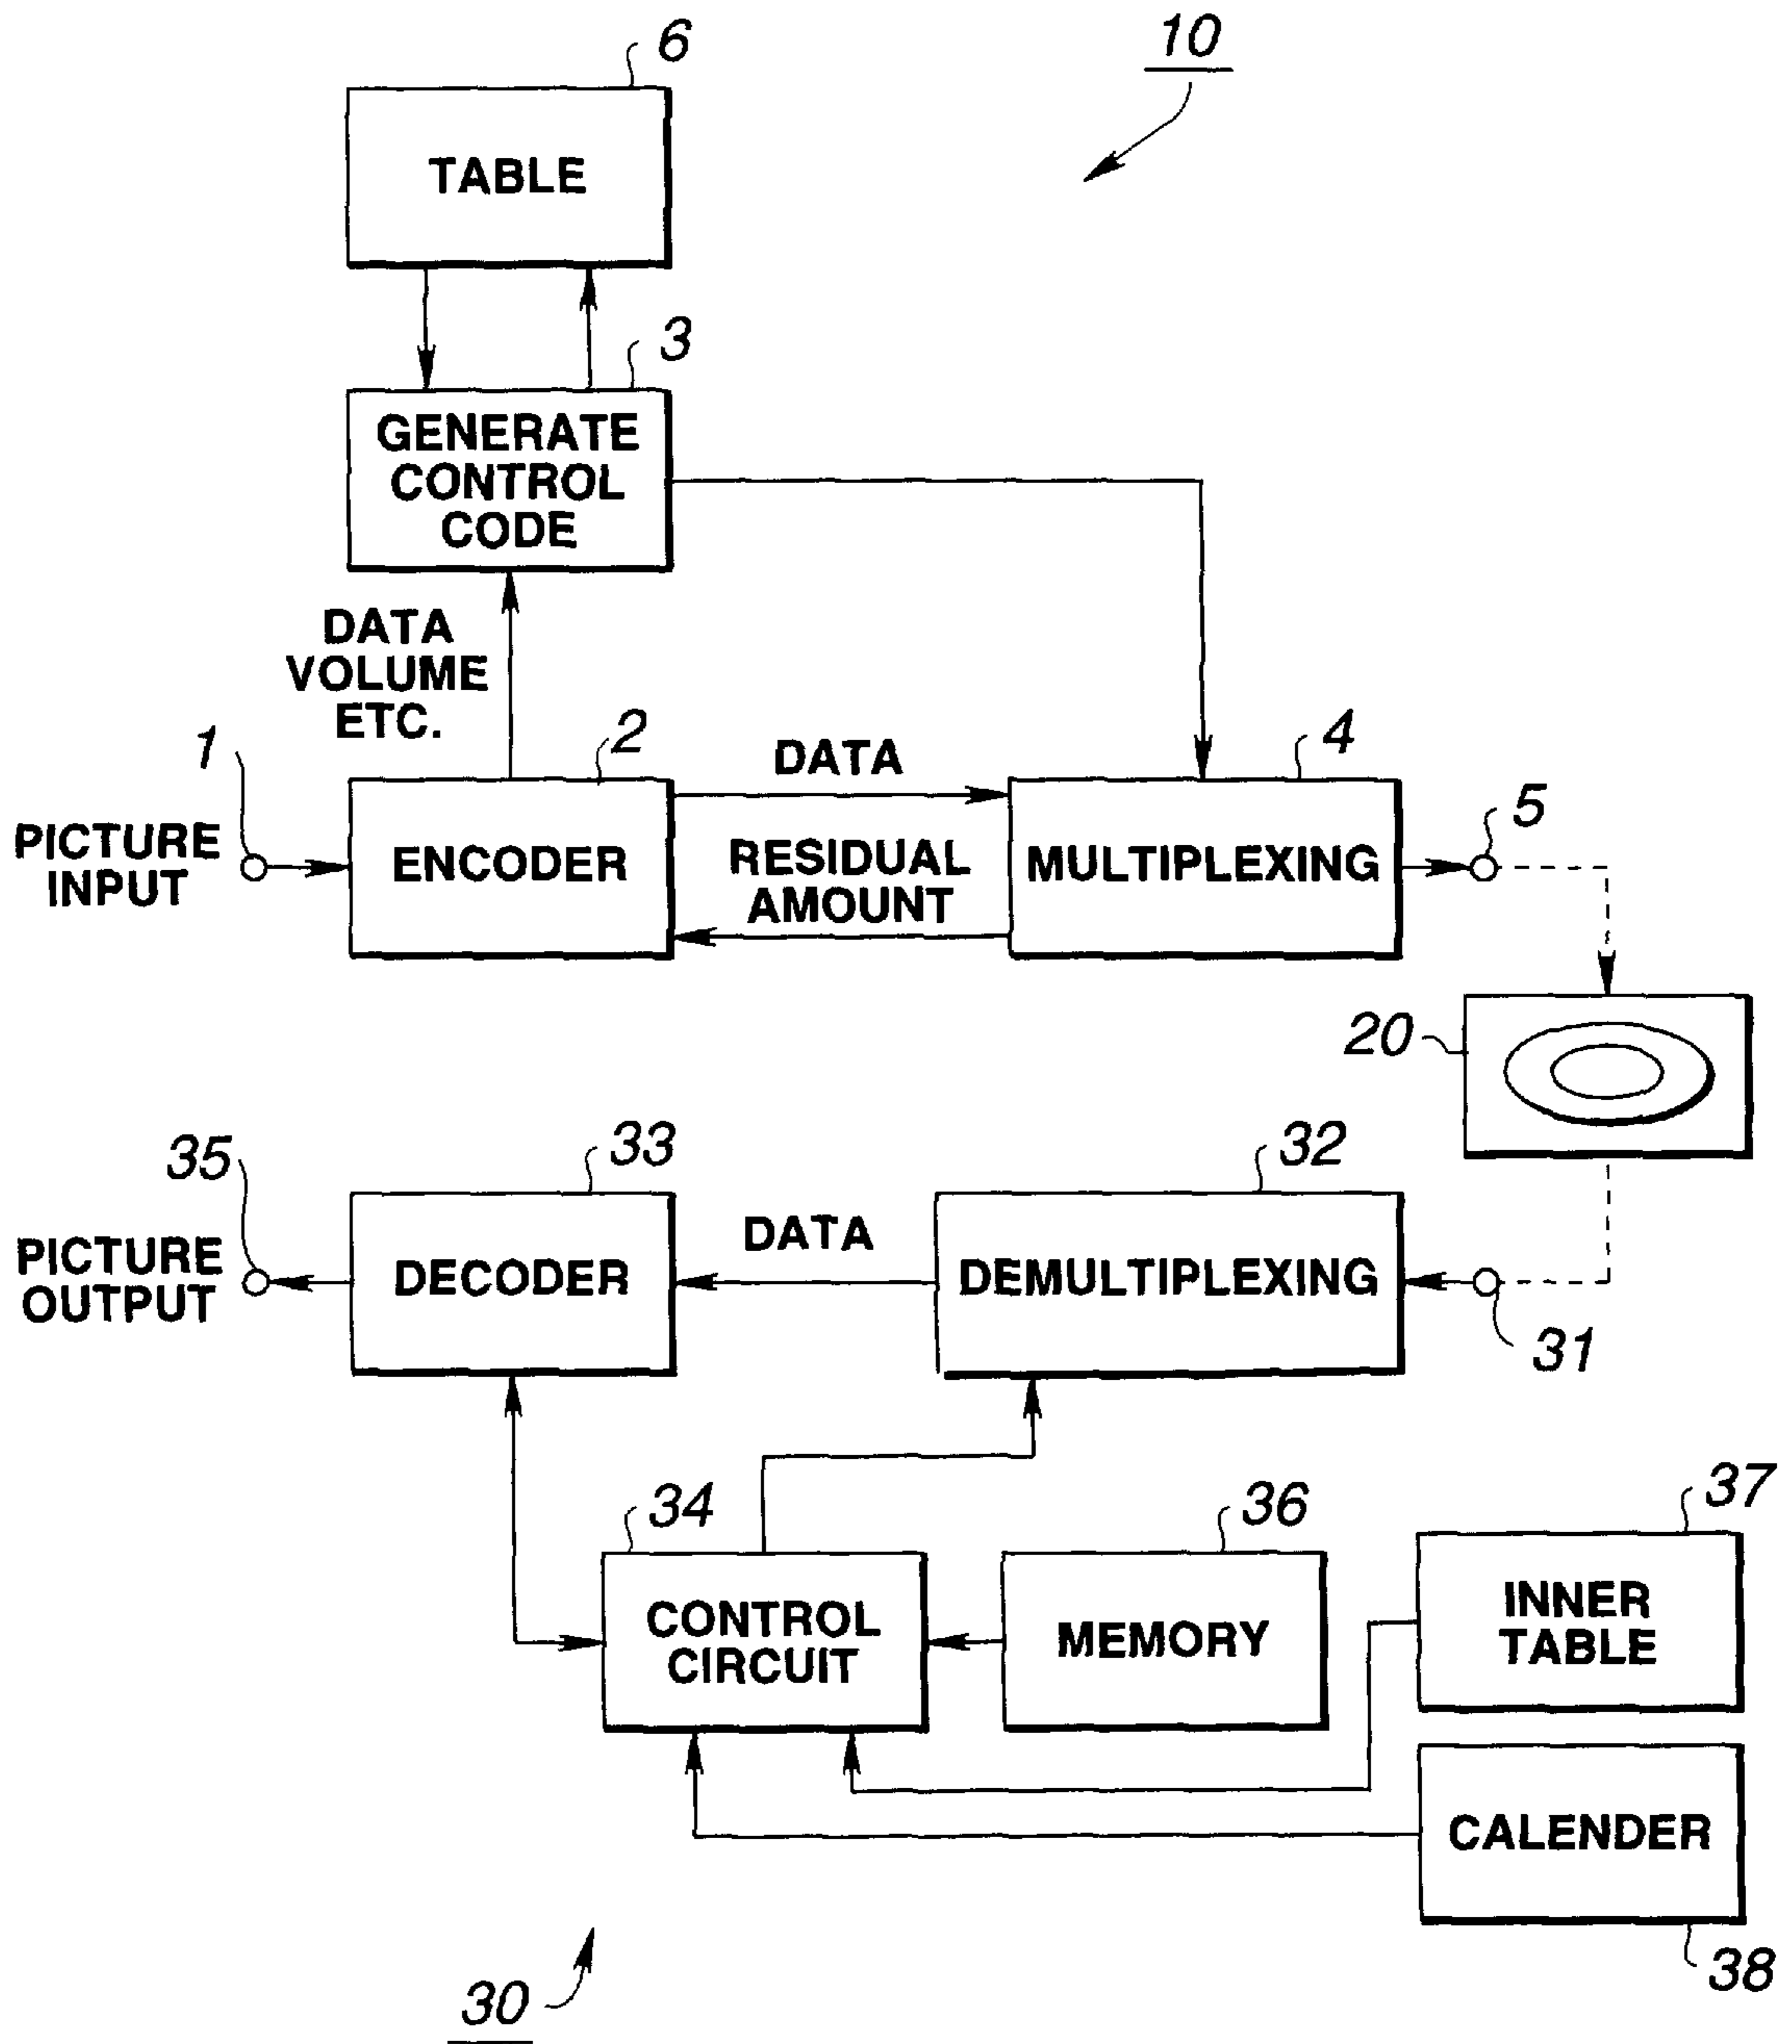 6
10
TABLE
3
GENERATE
CONTROL
CODE
DATA
VOLUME
ETC.
1
2
DATA
4
5
PICTURE
INPUT
ENCODER
RESIDUAL
AMOUNT
MULTIPLEXING
20
35
33
32
PICTURE
OUTPUT
DECODER
DATA
DEMULTIPLEXING
31
34
36
37
CONTROL
CIRCUIT
MEMORY
INNER
TABLE
CALENDER
38
30